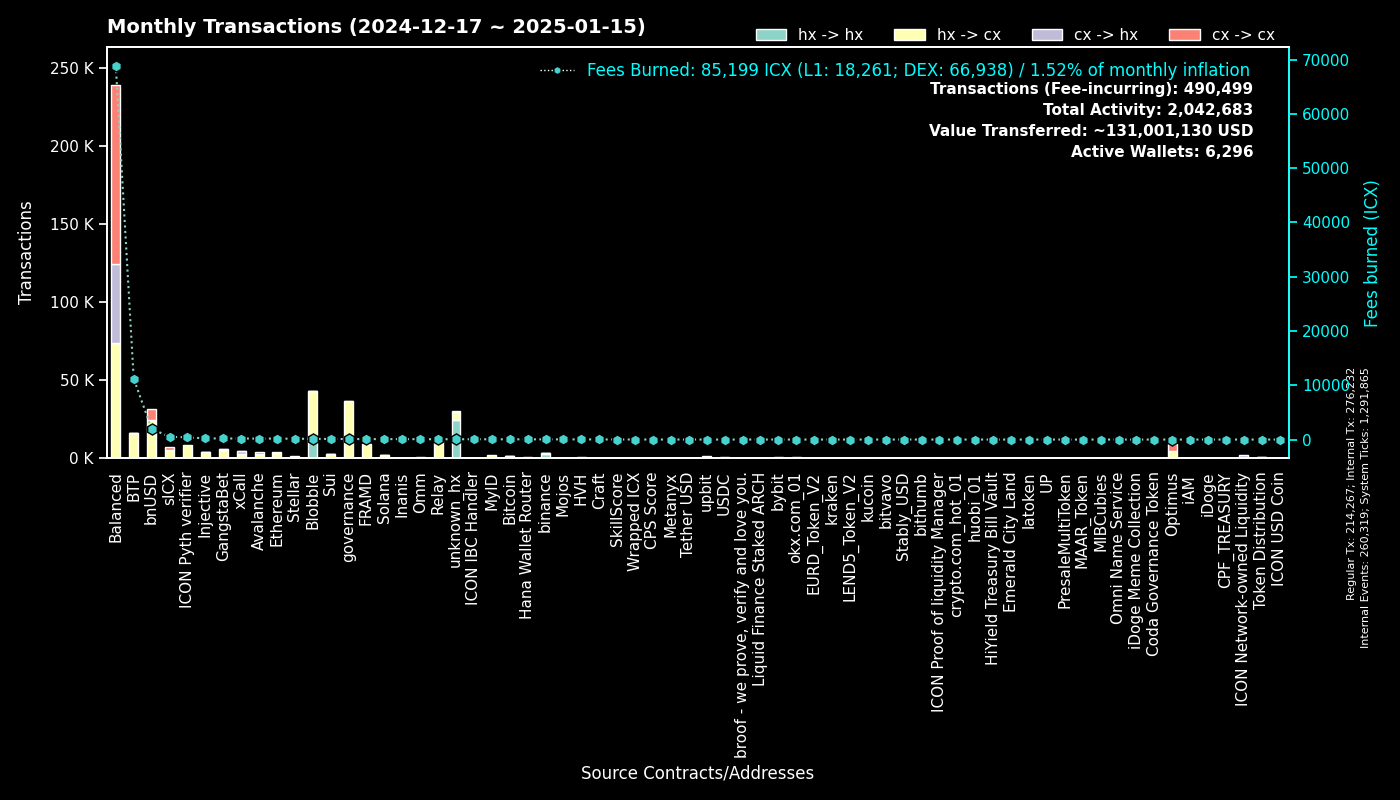 Monthly Transactions (2024-12-17 ~ 2025-01-15)
hx -> hx
hx -> cx
cx -> hx
cx -> cx
Fees Burned: 85,199 ICX (L1: 18,261; DEX: 66,938) / 1.52% of monthly inflation
Transactions (Fee-incurring): 490,499
Total Activity: 2,042,683
Value Transferred: ~131,001,130 USD
Active Wallets: 6,296
Transactions
250 K
200 K
150 K
100 K
50 K
0 K
70000
60000
50000
40000
30000
20000
10000
0
Fees burned (ICX)
Regular Tx: 214,267; Internal Tx: 276,232
Internal Events: 260,319; System Ticks: 1,291,865
Balanced
BTP
bnUSD
sICX
ICON Pyth verifier
Injective
GangstaBet
xCall
Avalanche
Ethereum
Stellar
Blobble
Sui
governance
FRAMD
Solana
Inanis
Omm
Relay
unknown_hx
ICON IBC Handler
MyID
Bitcoin
Hana Wallet Router
binance
Mojos
HVH
Craft
SkillScore
Wrapped ICX
CPS Score
Metanyx
Tether USD
upbit
USDC
broof - we prove, verify and love you.
Liquid Finance Staked ARCH
bybit
okx.com_01
EURD_Token_V2
kraken
LEND5_Token_V2
kucoin
bitvavo
Stably_USD
bithumb
ICON Proof of liquidity Manager
crypto.com_hot_01
huobi_01
HiYield Treasury Bill Vault
Emerald City Land
latoken
UP
PresaleMultiToken
MAAR_Token
MIBCubies
Omni Name Service
iDoge Meme Collection
Coda Governance Token
Optimus
iAM
iDoge
CPF_TREASURY
ICON Network-owned Liquidity
Token Distribution
ICON USD Coin
Source Contracts/Addresses